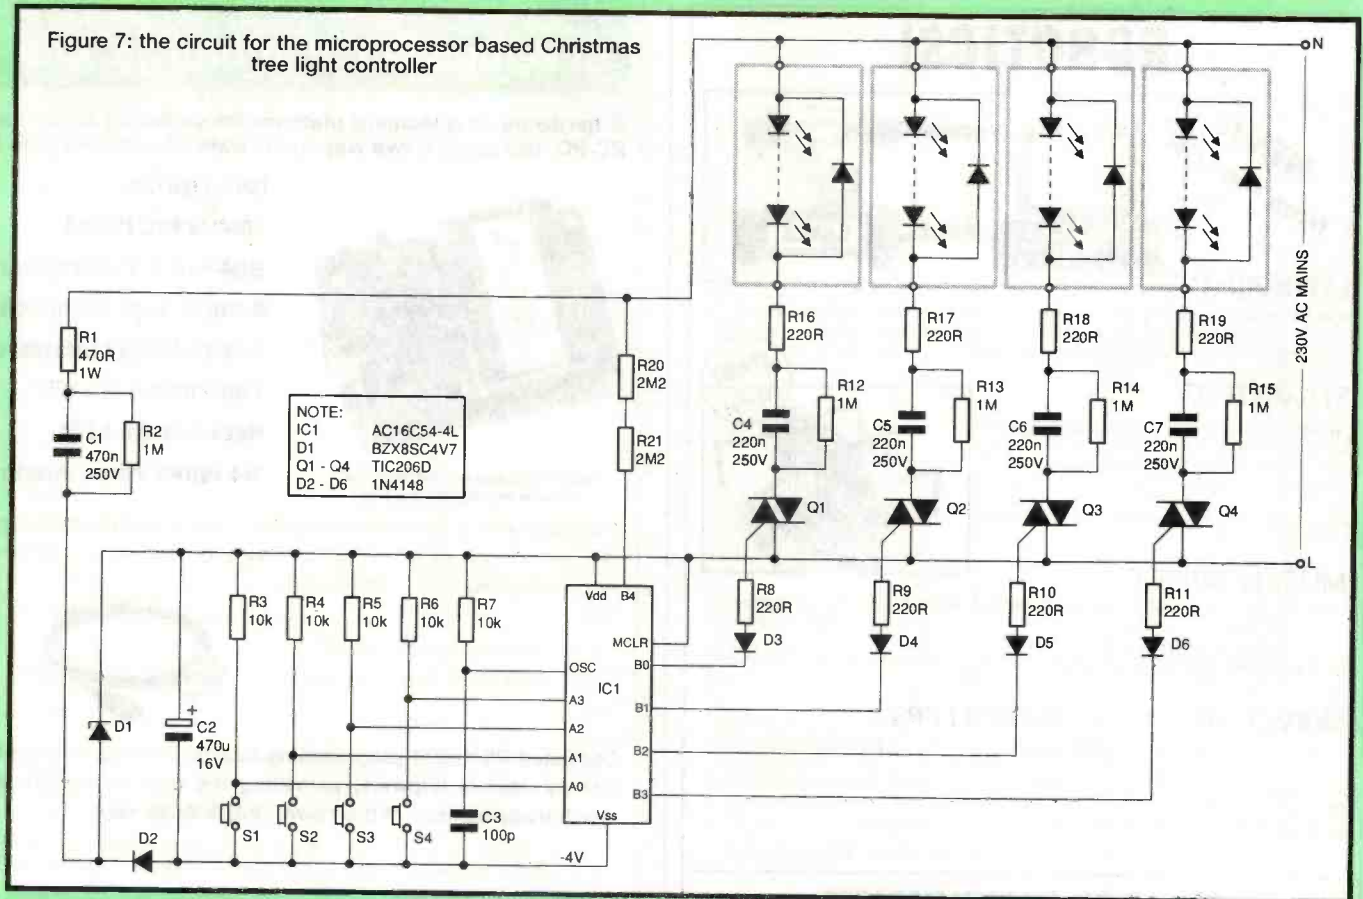 Figure 7: the circuit for the microprocessor based Christmas
tree light controller
N
230V AC MAINS
L
R1
470R
1W
C1
470n
250V
R2
1M
NOTE:
IC1 AC16C54-4L
D1 BZX8SC4V7
Q1 - Q4 TIC206D
D2 - D6 1N4148
R20
2M2
R21
2M2
R16
220R
R17
220R
R18
220R
R19
220R
R12
1M
R13
1M
R14
1M
R15
1M
C4
220n
250V
C5
220n
250V
C6
220n
250V
C7
220n
250V
Q1
Q2
Q3
Q4
R8
220R
R9
220R
R10
220R
R11
220R
D3
D4
D5
D6
R3
10k
R4
10k
R5
10k
R6
10k
R7
10k
Vdd B4
MCLR
B0
B1
B2
B3
OSC
IC1
A3
A2
A1
A0
Vss
D1
+
C2
470u
16V
D2
S1
S2
S3
S4
C3
100p
-4V